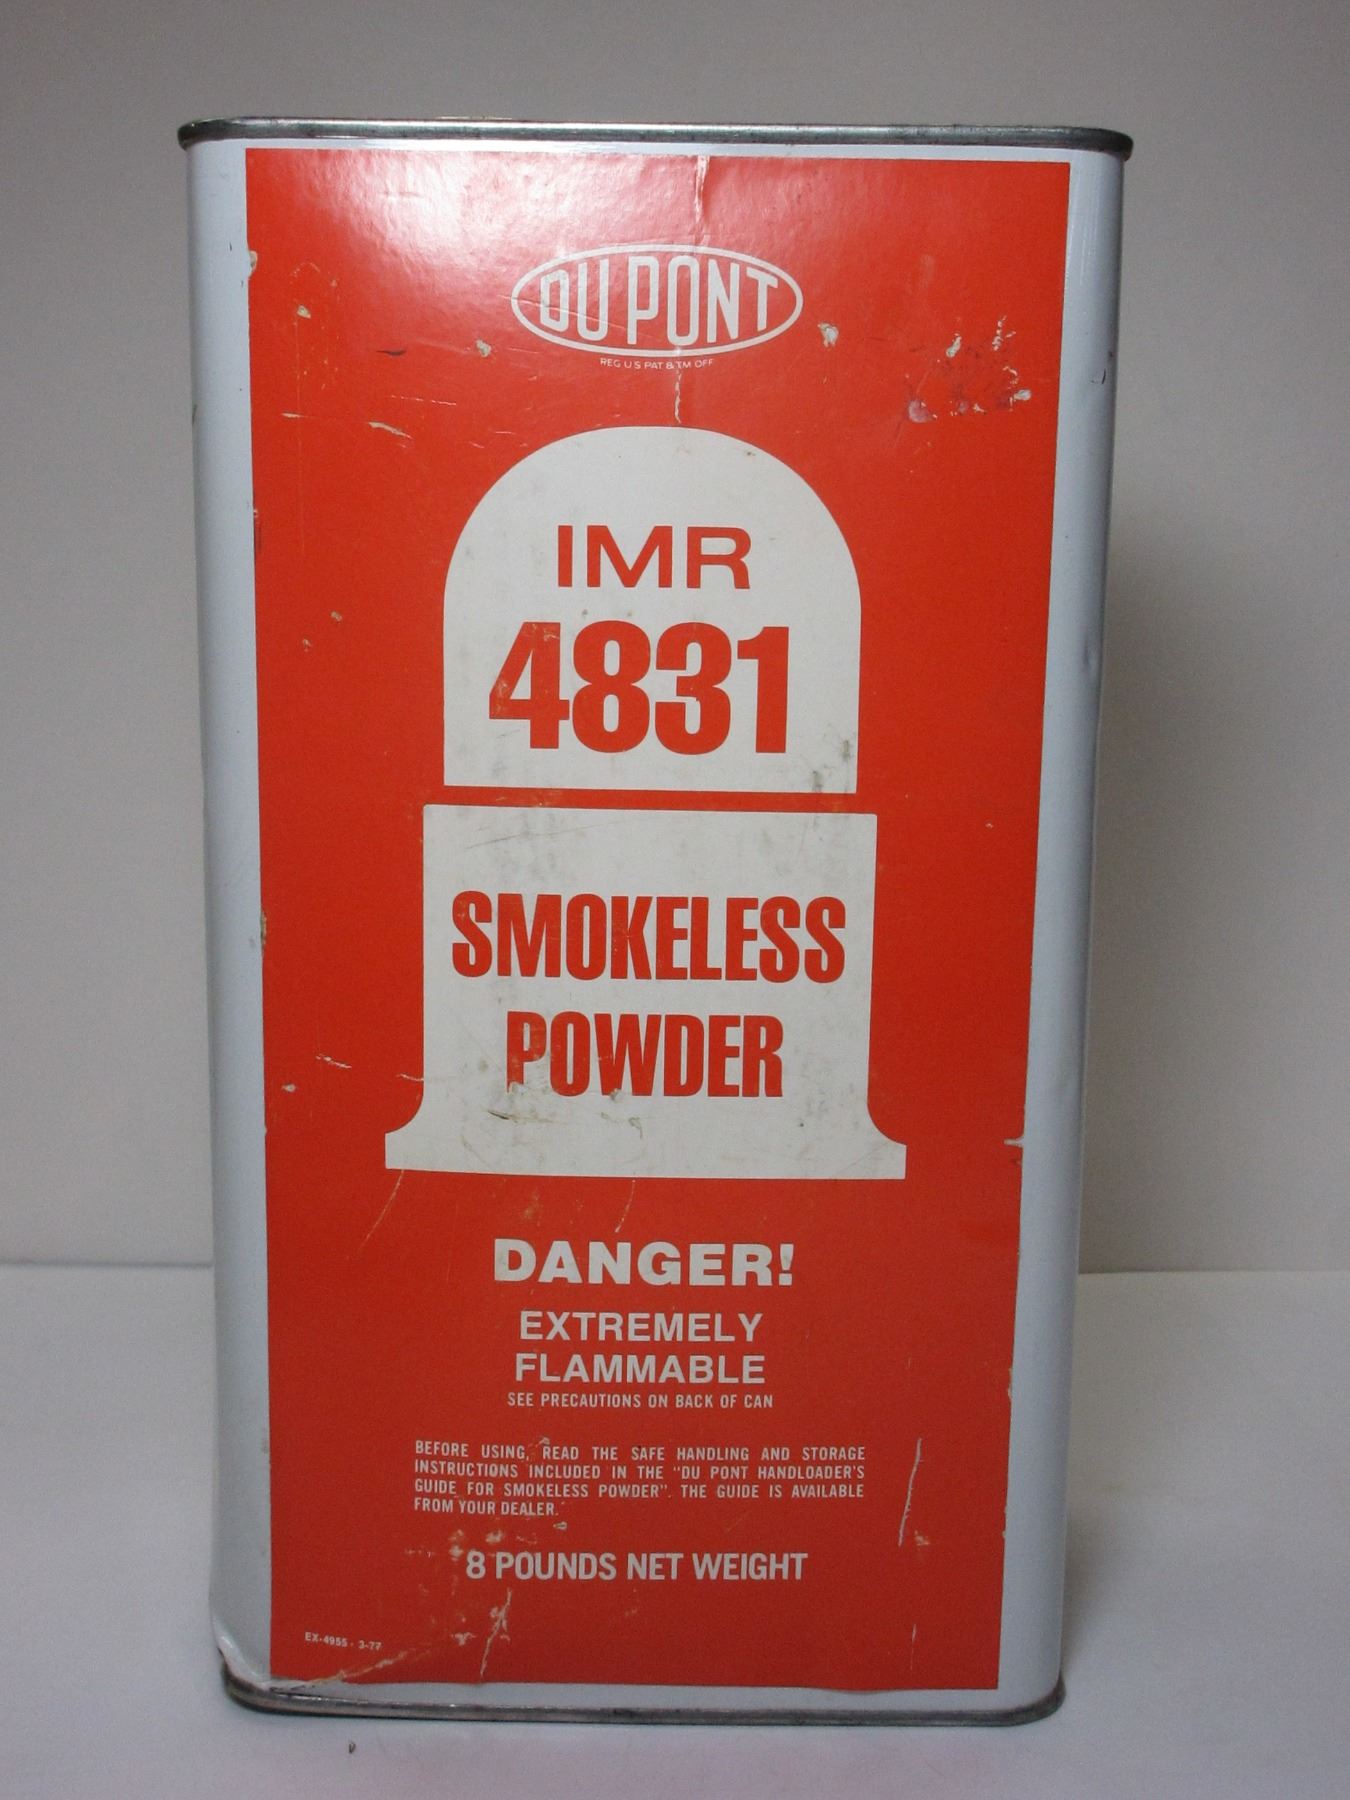 DU PONT
REG U S PAT & TM OFF
IMR
4831
SMOKELESS
POWDER
DANGER!
EXTREMELY
FLAMMABLE
SEE PRECAUTIONS ON BACK OF CAN
BEFORE USING, READ THE SAFE HANDLING AND STORAGE
INSTRUCTIONS INCLUDED IN THE "DU PONT HANDLOADER'S
GUIDE FOR SMOKELESS POWDER". THE GUIDE IS AVAILABLE
FROM YOUR DEALER.
8 POUNDS NET WEIGHT
EX-4955 - 3-77